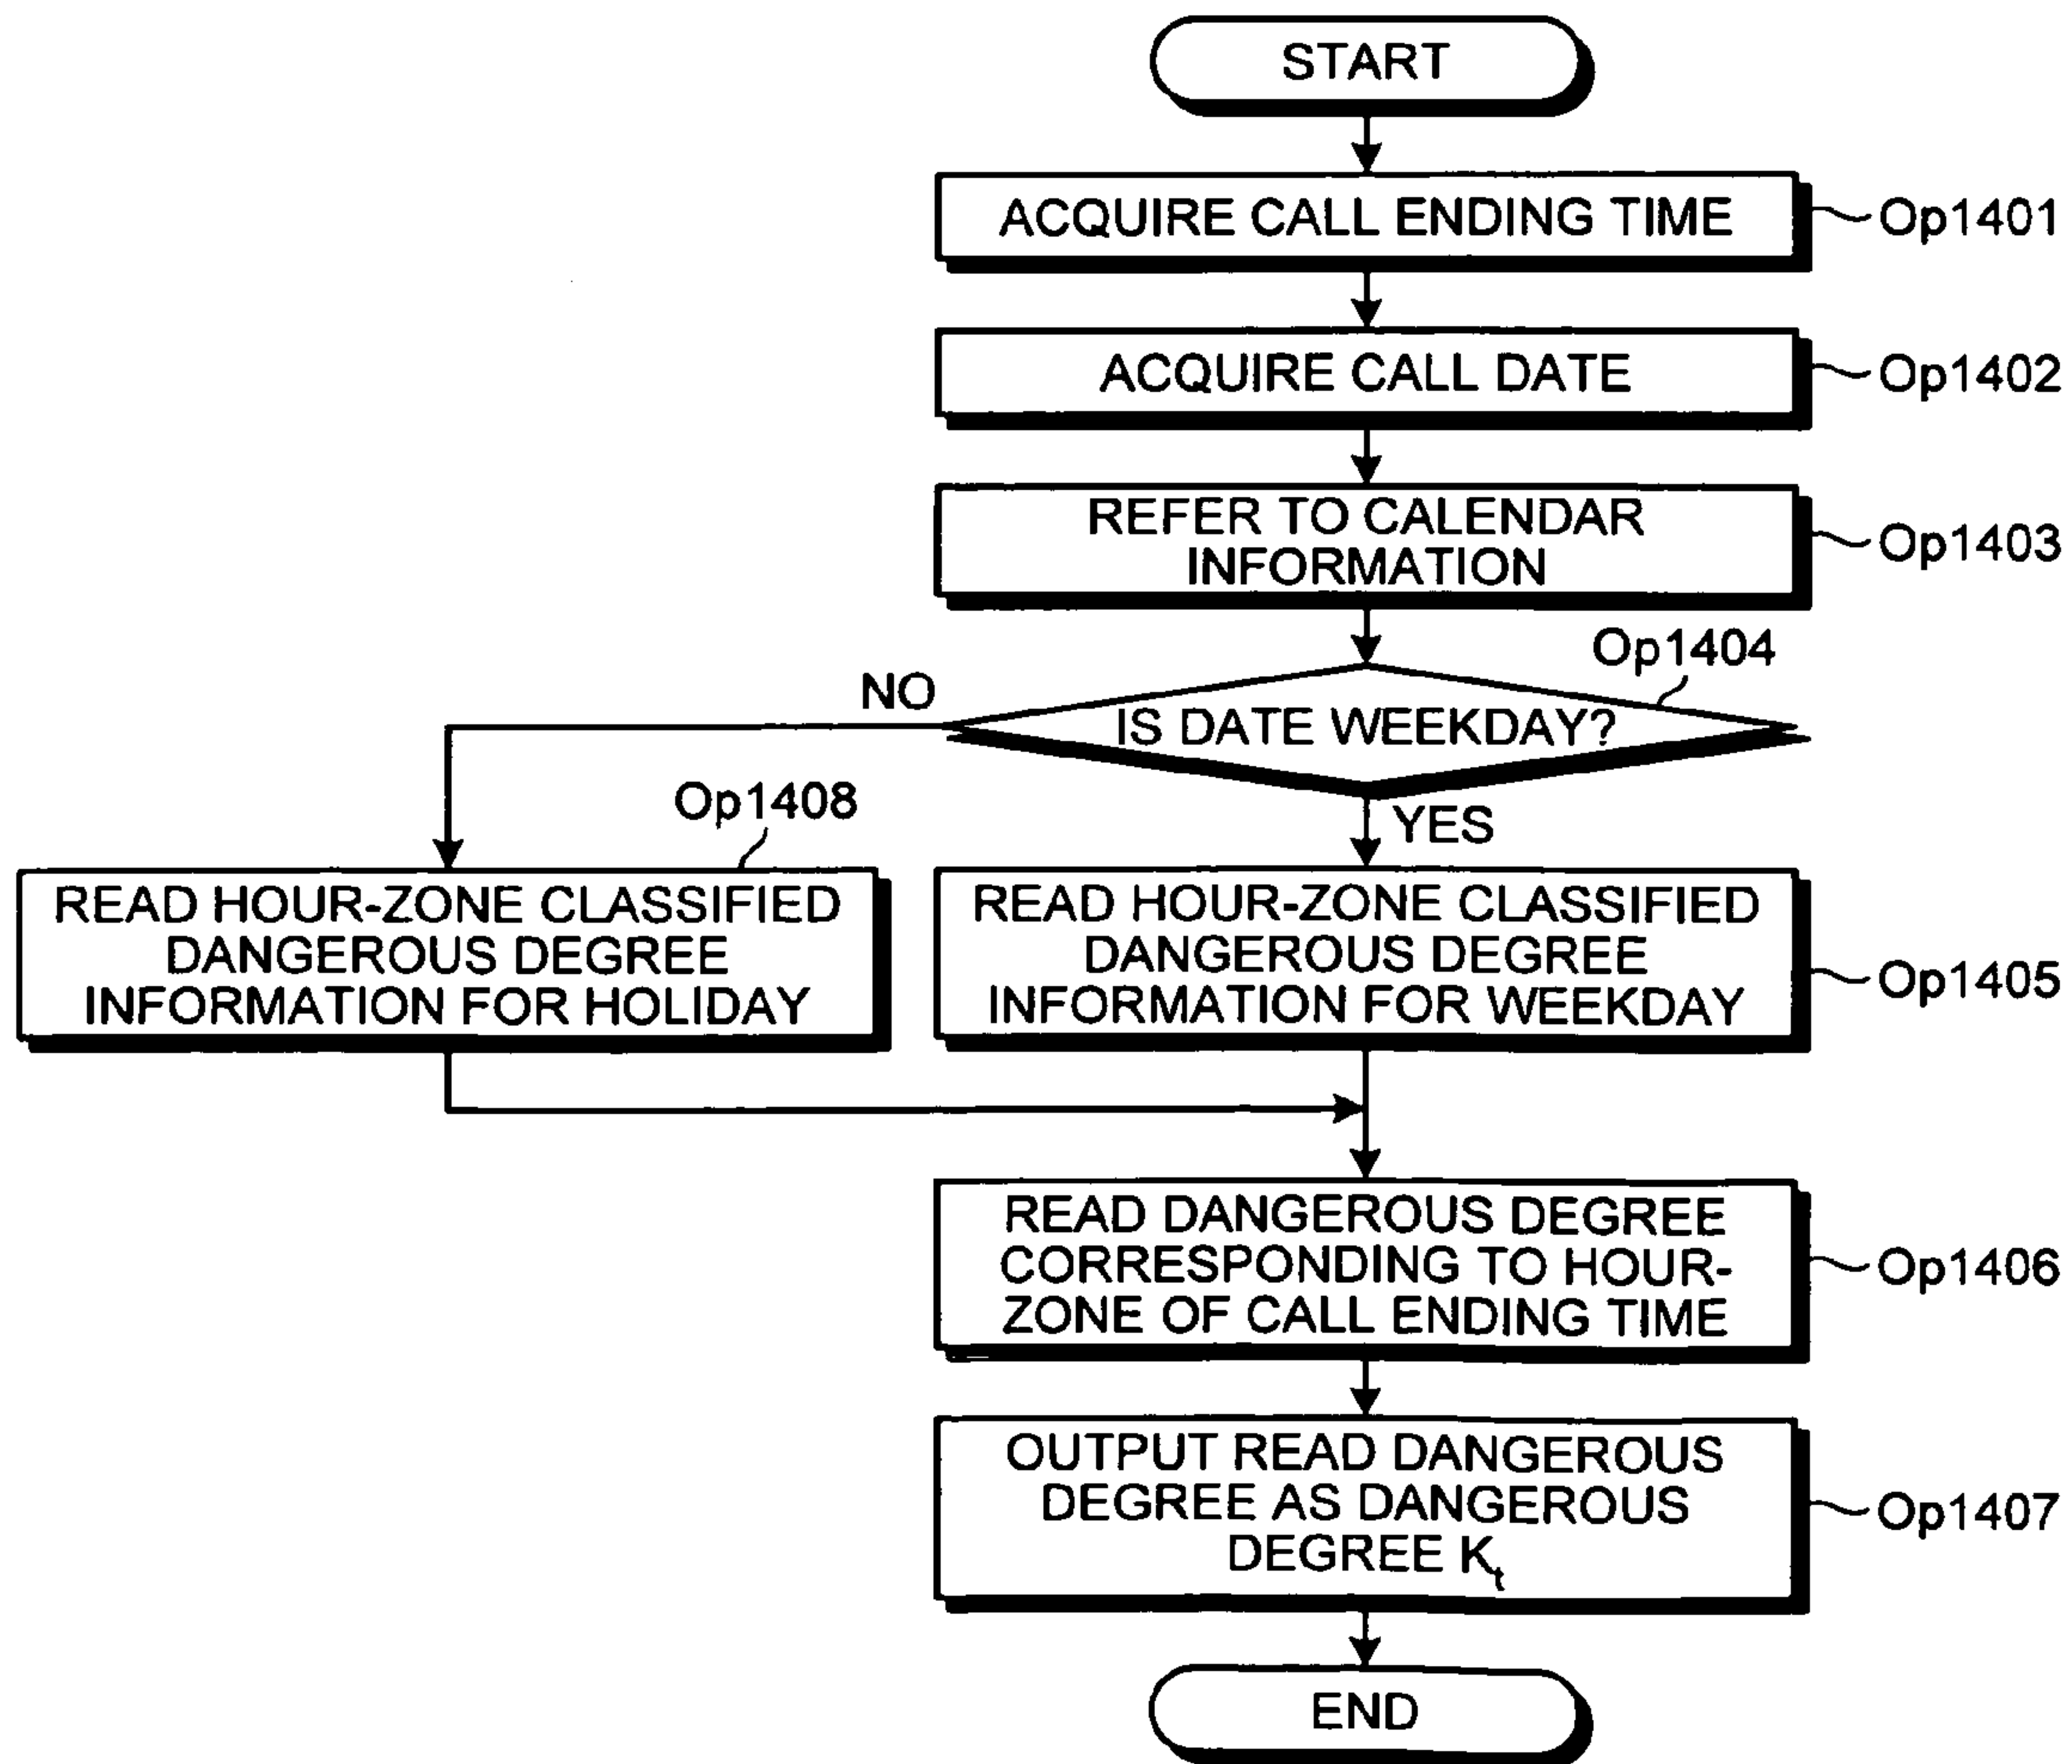 START
ACQUIRE CALL ENDING TIME
Op1401
ACQUIRE CALL DATE
Op1402
REFER TO CALENDAR
INFORMATION
Op1403
Op1404
NO
IS DATE WEEKDAY?
YES
Op1408
READ HOUR-ZONE CLASSIFIED
DANGEROUS DEGREE
INFORMATION FOR HOLIDAY
READ HOUR-ZONE CLASSIFIED
DANGEROUS DEGREE
INFORMATION FOR WEEKDAY
Op1405
READ DANGEROUS DEGREE
CORRESPONDING TO HOUR-
ZONE OF CALL ENDING TIME
Op1406
OUTPUT READ DANGEROUS
DEGREE AS DANGEROUS
DEGREE Kt
Op1407
END